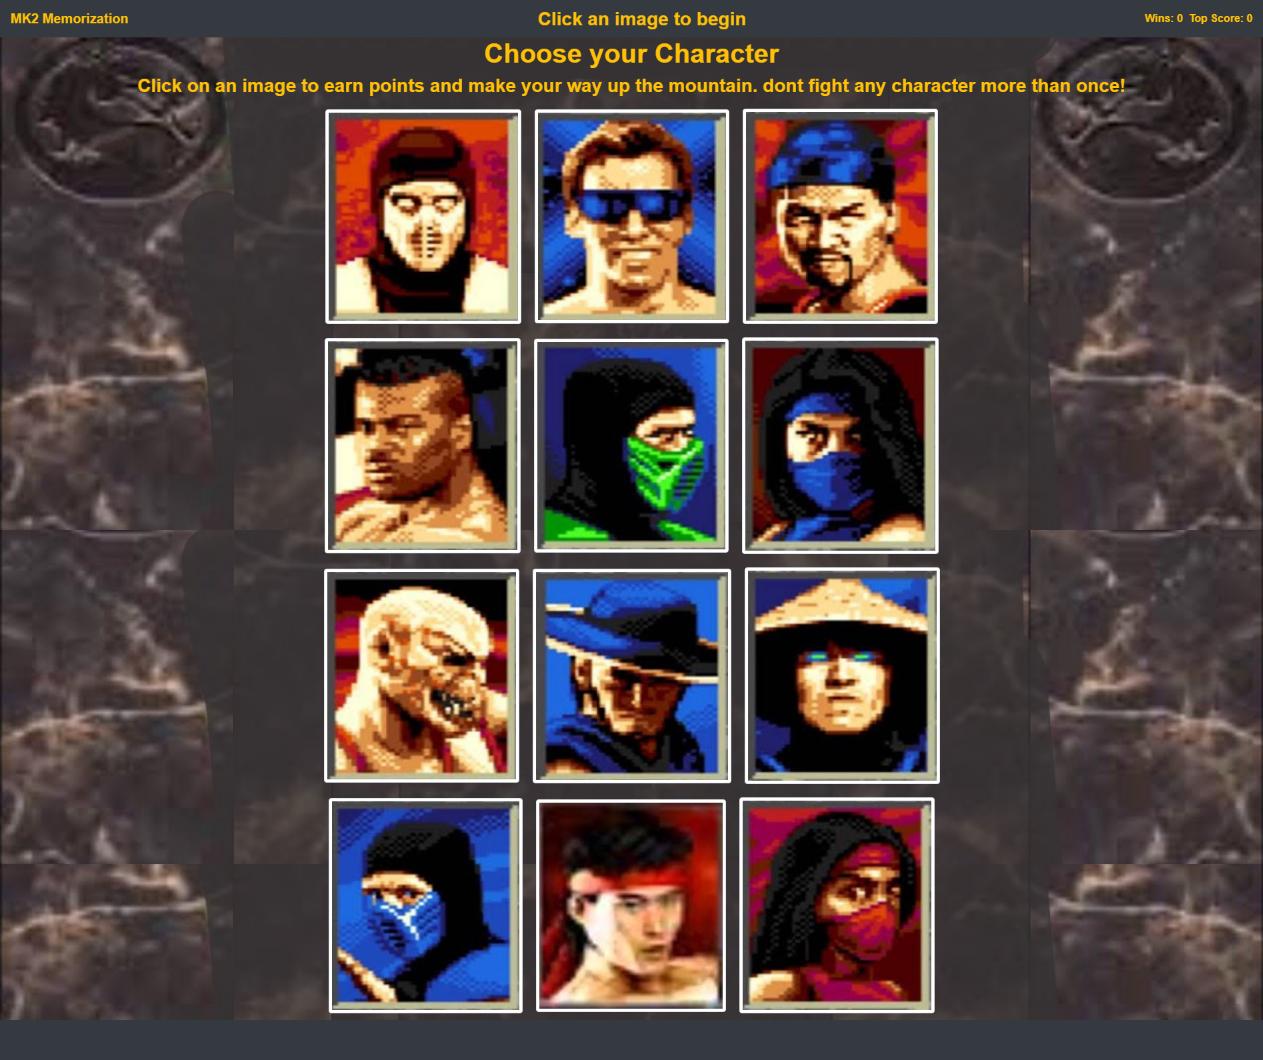 MK2 Memorization
Click an image to begin
Wins: 0 Top Score: 0
Choose your Character
Click on an image to earn points and make your way up the mountain. dont fight any character more than once!